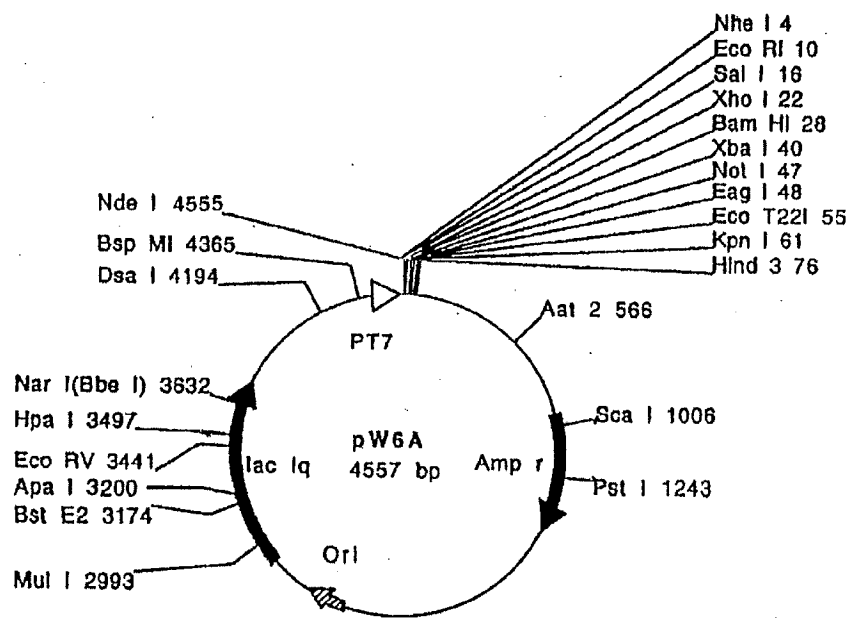 Nhe I 4
Eco RI 10
Sal I 16
Xho I 22
Bam HI 28
Xba I 40
Not I 47
Eag I 48
Eco T22I 55
Kpn I 61
Hind 3 76
Nde I 4555
Bsp MI 4365
Dsa I 4194
PT7
Aat 2 566
Nar I(Bbe I) 3632
Hpa I 3497
Eco RV 3441
Apa I 3200
Bst E2 3174
Mul I 2993
lac Iq
pW6A
4557 bp
Amp r
Sca I 1006
Pst I 1243
Ori